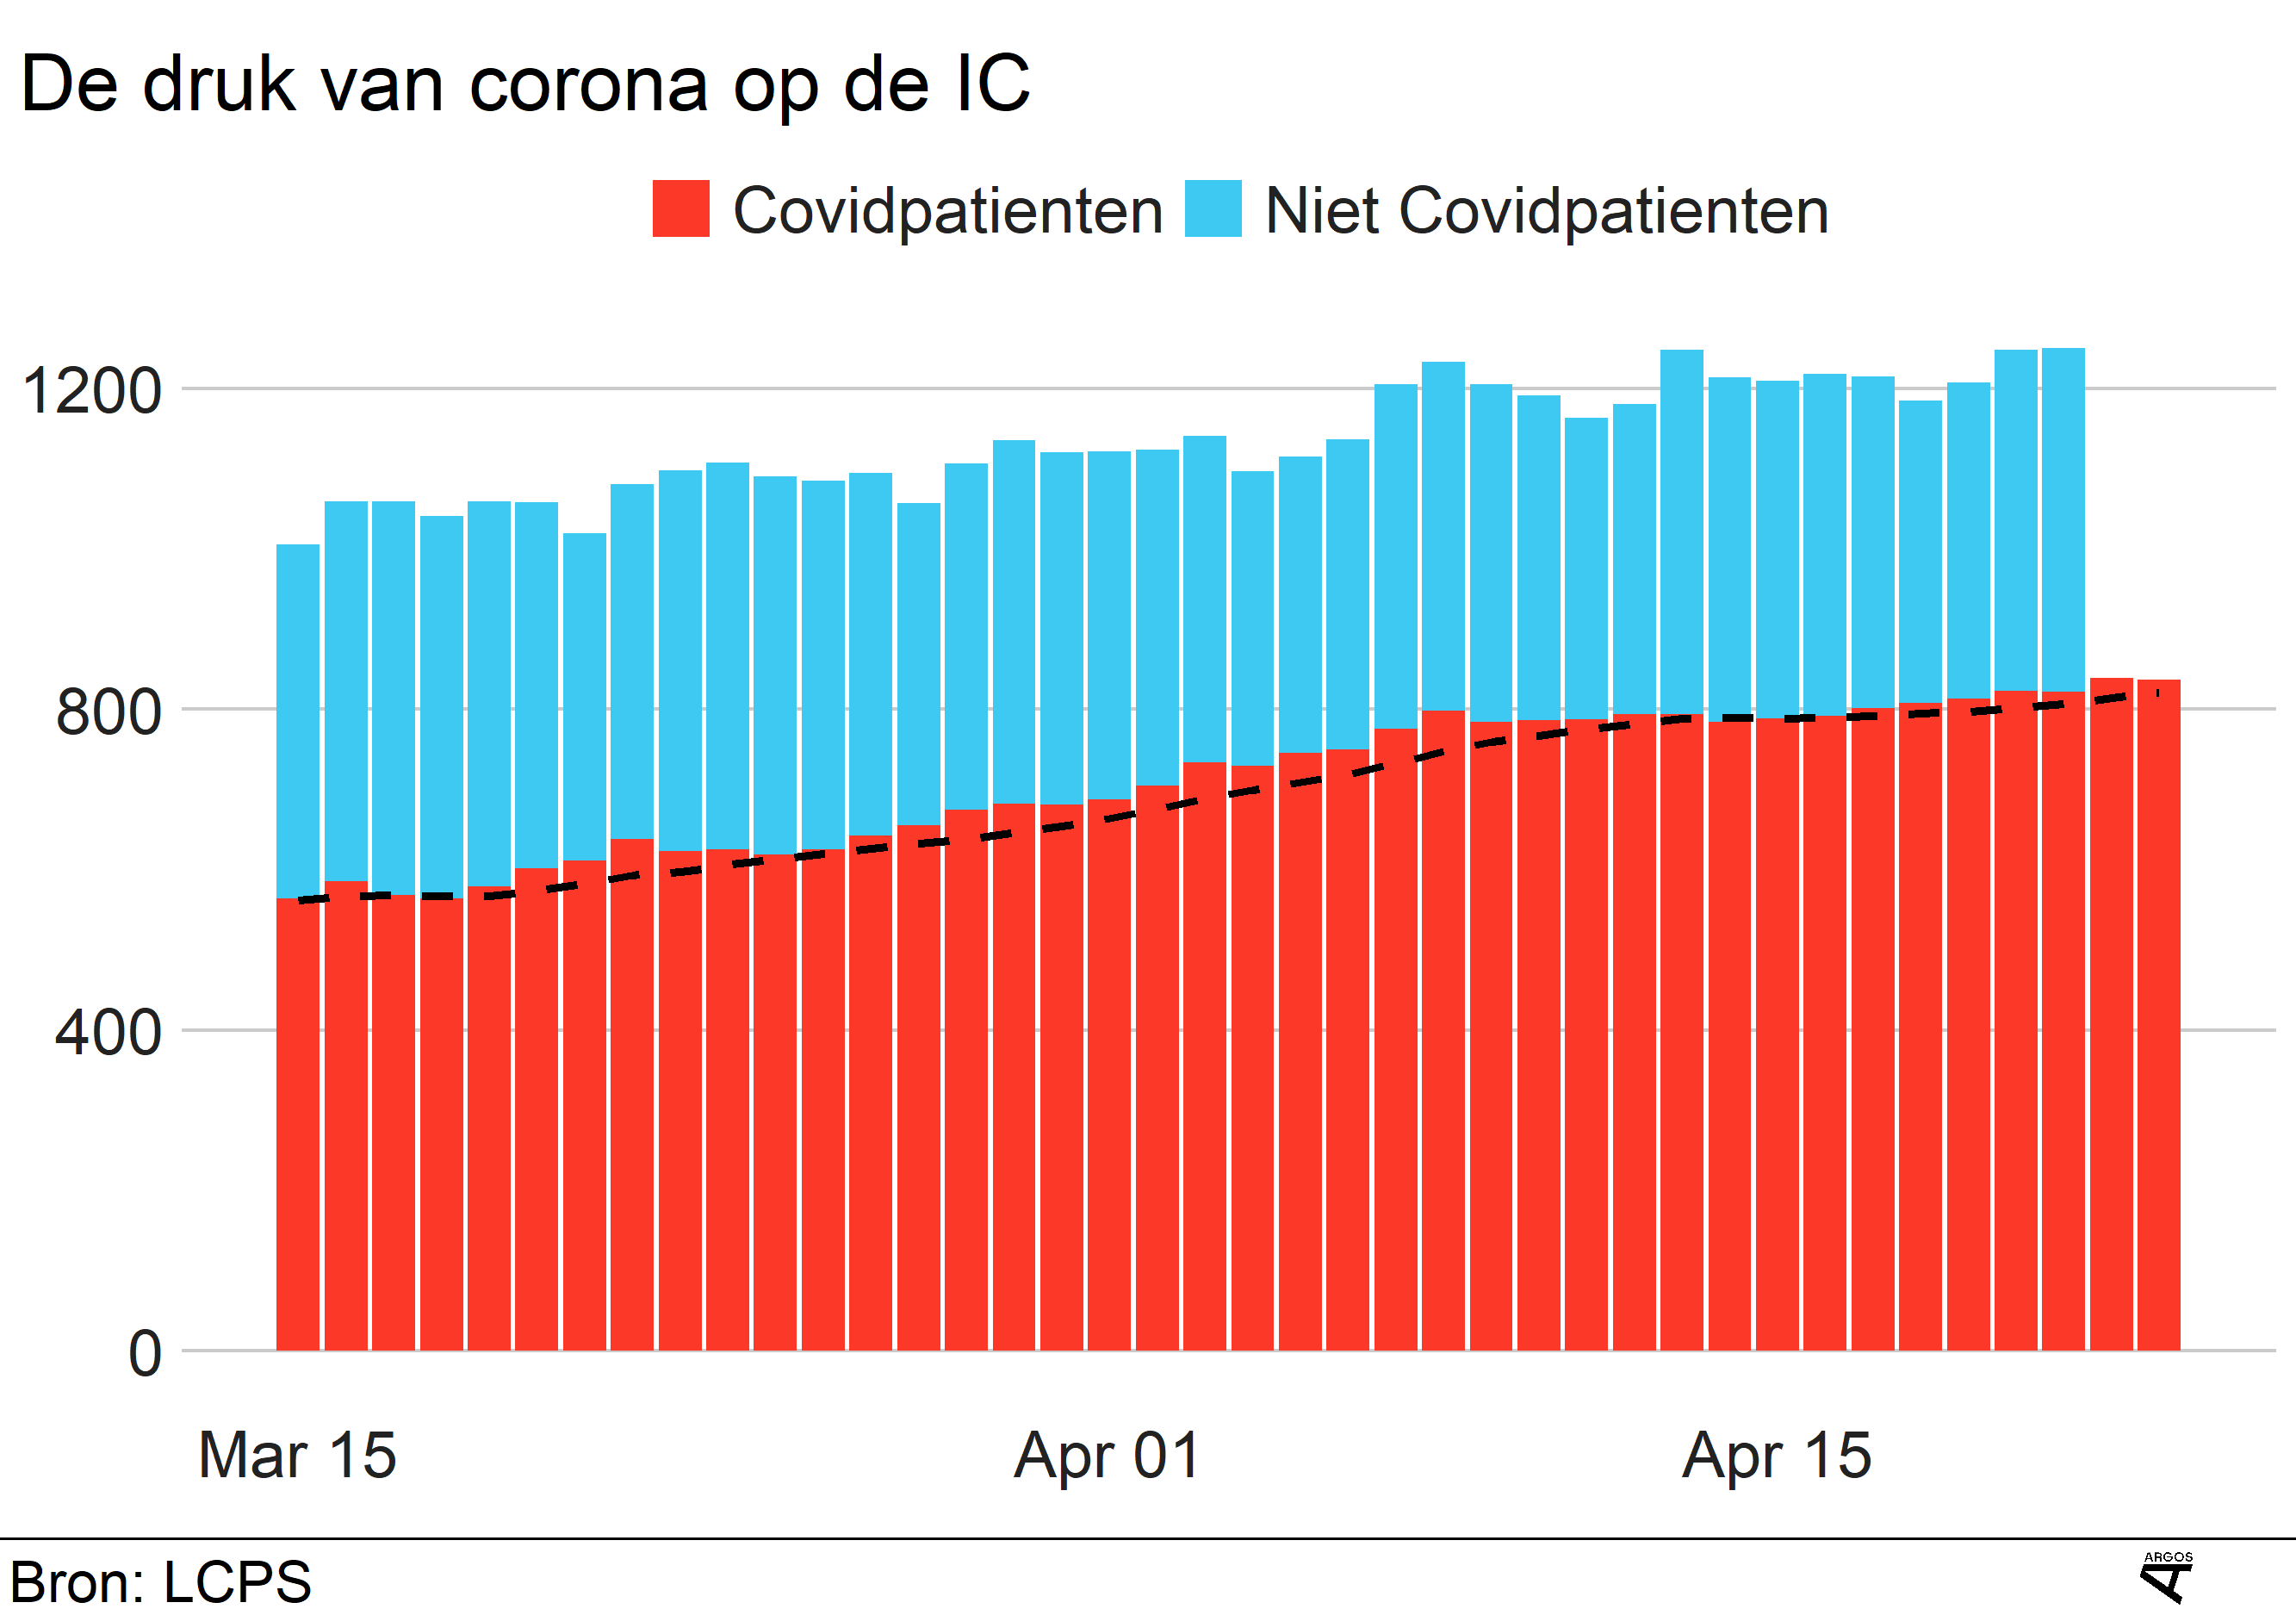 De druk van corona op de IC
Covidpatienten Niet Covidpatienten
1200
800
400
0
Mar 15 Apr 01 Apr 15
Bron: LCPS
ARGOS
A